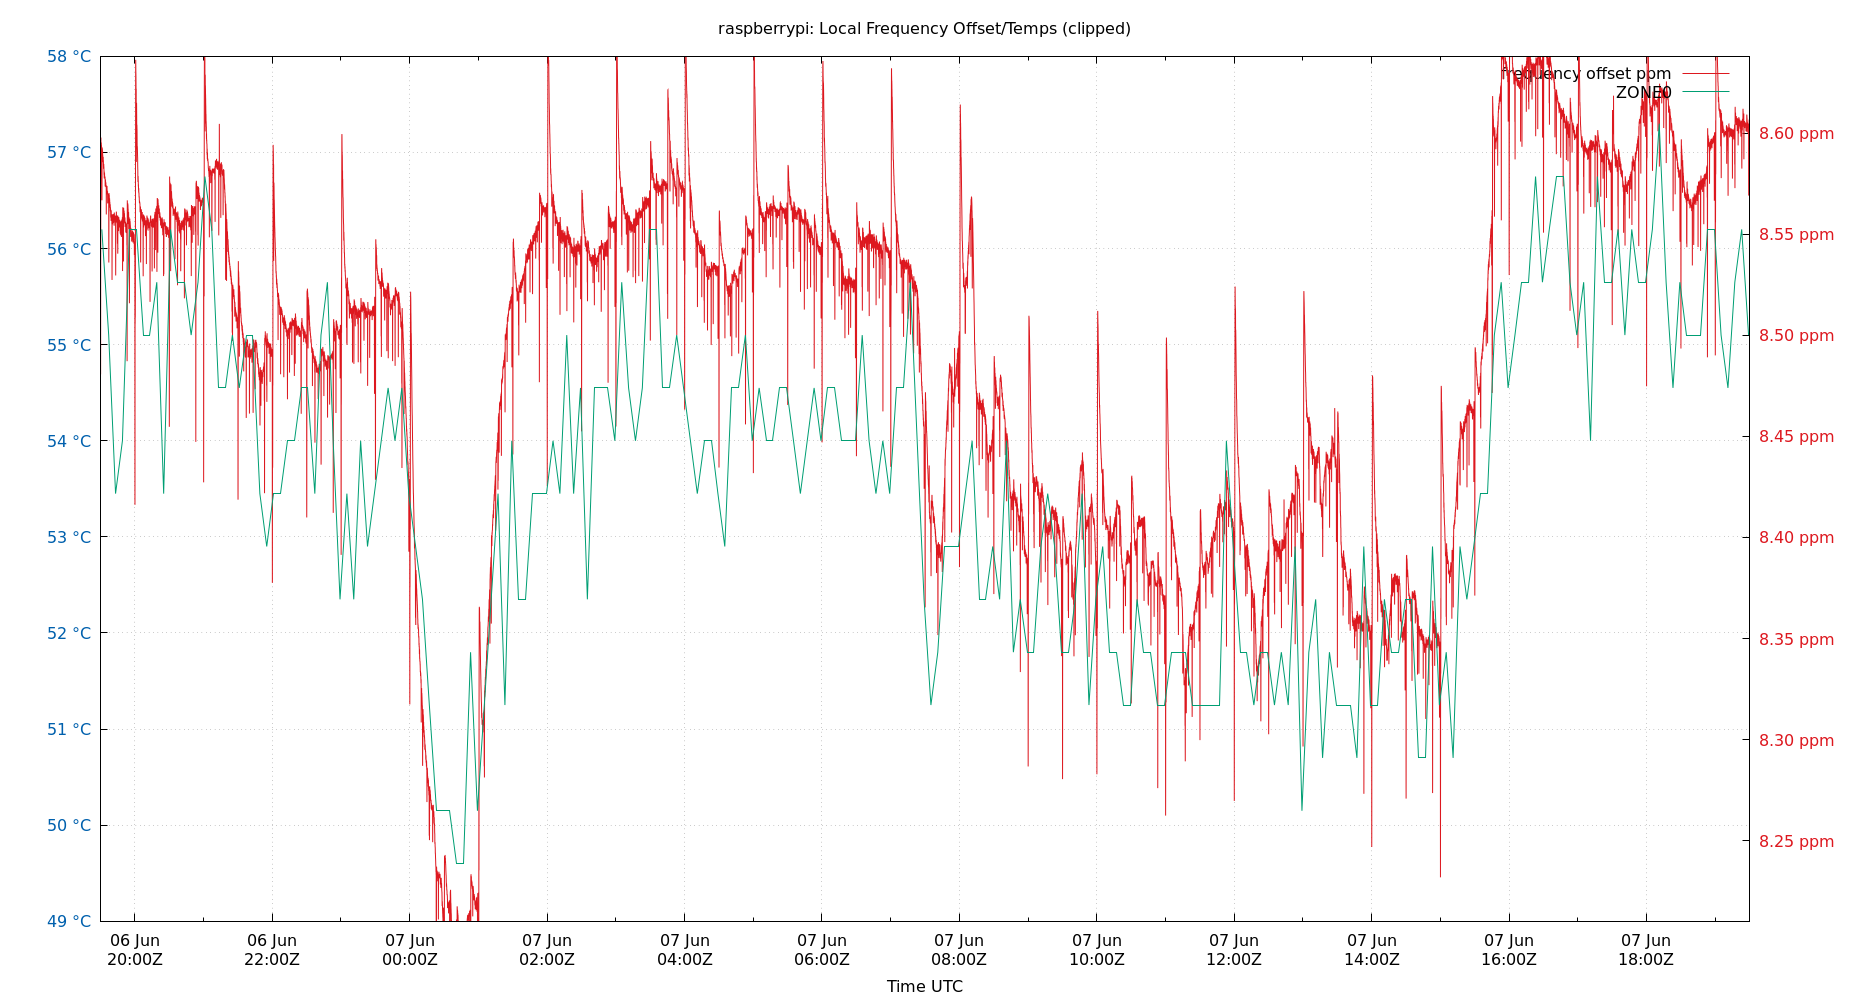 raspberrypi: Local Frequency Offset/Temps (clipped)
58 °C
57 °C
56 °C
55 °C
54 °C
53 °C
52 °C
51 °C
50 °C
49 °C
frequency offset ppm
ZONE0
8.60 ppm
8.55 ppm
8.50 ppm
8.45 ppm
8.40 ppm
8.35 ppm
8.30 ppm
8.25 ppm
06 Jun 06 Jun 07 Jun 07 Jun 07 Jun 07 Jun 07 Jun 07 Jun 07 Jun 07 Jun 07 Jun 07 Jun
20:00Z 22:00Z 00:00Z 02:00Z 04:00Z 06:00Z 08:00Z 10:00Z 12:00Z 14:00Z 16:00Z 18:00Z
Time UTC